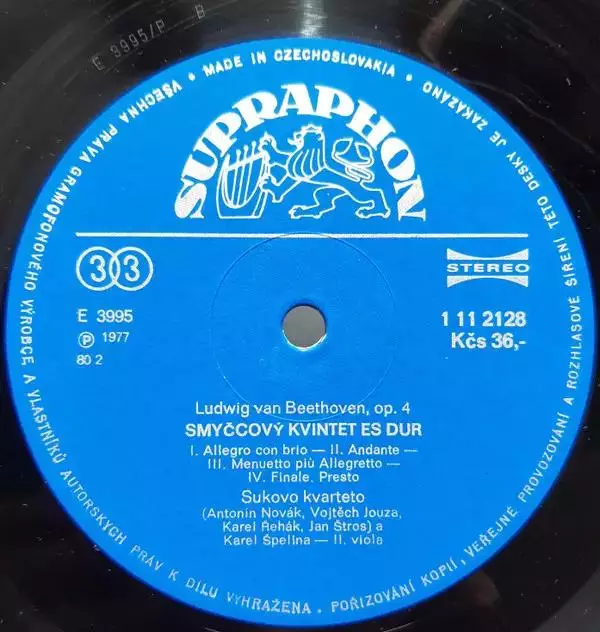 E 3995/P B
• MADE IN CZECHOSLOVAKIA •
VŠECHNA PRÁVA GRAMOFONOVÉHO VÝROBCE A VLASTNÍKŮ AUTORSKÝCH PRÁV K DÍLU VYHRAŽENA. POŘIZOVÁNÍ KOPIÍ, VEŘEJNÉ PROVOZOVÁNÍ A ROZHLASOVÉ ŠÍŘENÍ TÉTO DESKY JE ZAKÁZÁNO
SUPRAPHON
33
STEREO
E 3995
Ⓟ 1977
80 2
1 11 2128
Kčs 36,-
Ludwig van Beethoven, op. 4
SMYČCOVÝ KVINTET ES DUR
I. Allegro con brio — II. Andante —
III. Menuetto più Allegretto —
IV. Finale. Presto
Sukovo kvarteto
(Antonín Novák, Vojtěch Jouza,
Karel Řehák, Jan Štros) a
Karel Špelina — II. viola